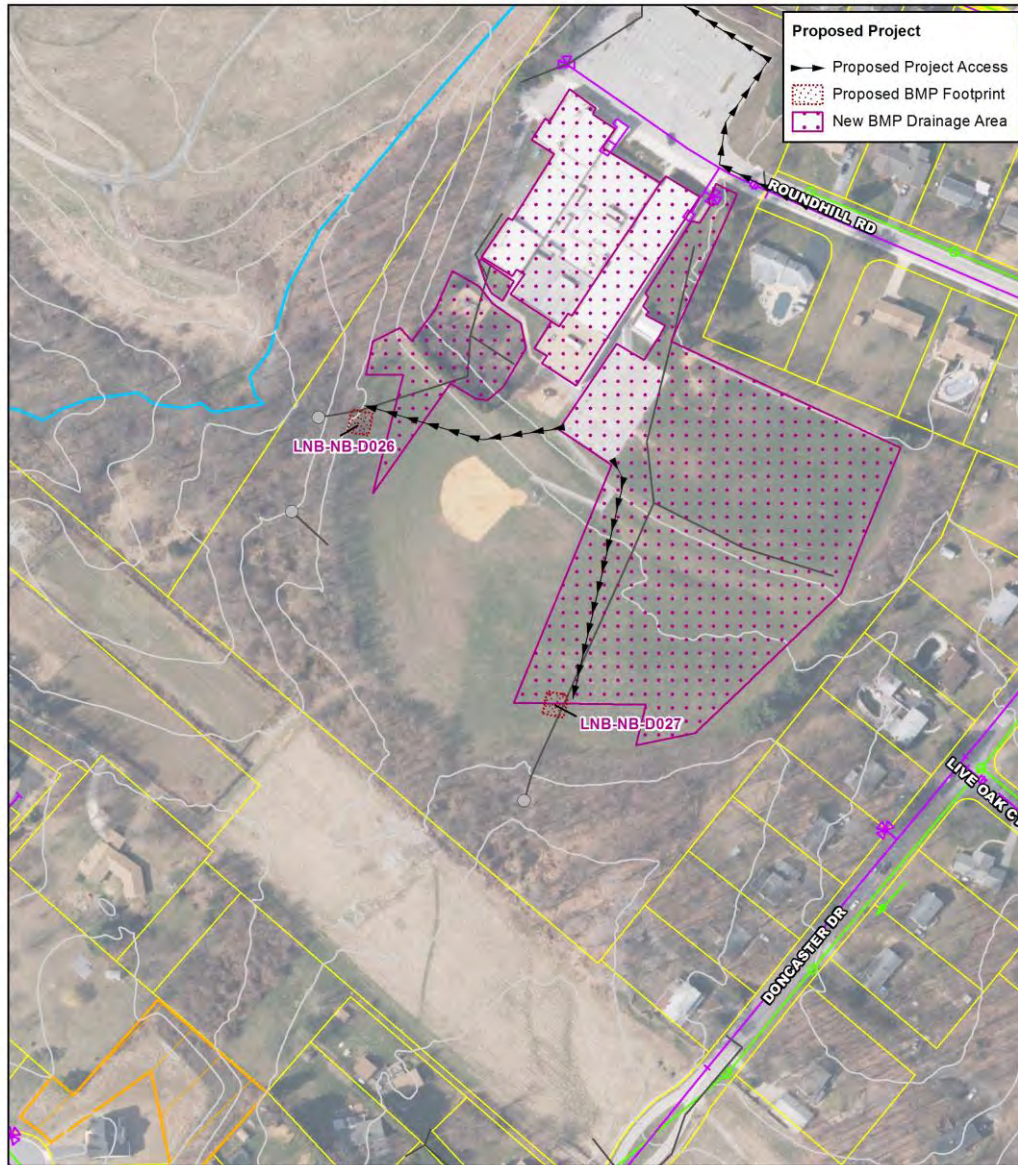 Proposed Project
Proposed Project Access
Proposed BMP Footprint
New BMP Drainage Area
ROUNDHILL RD
LNB-NB-D026
LNB-NB-D027
LIVE OAK C
DONCASTER DR